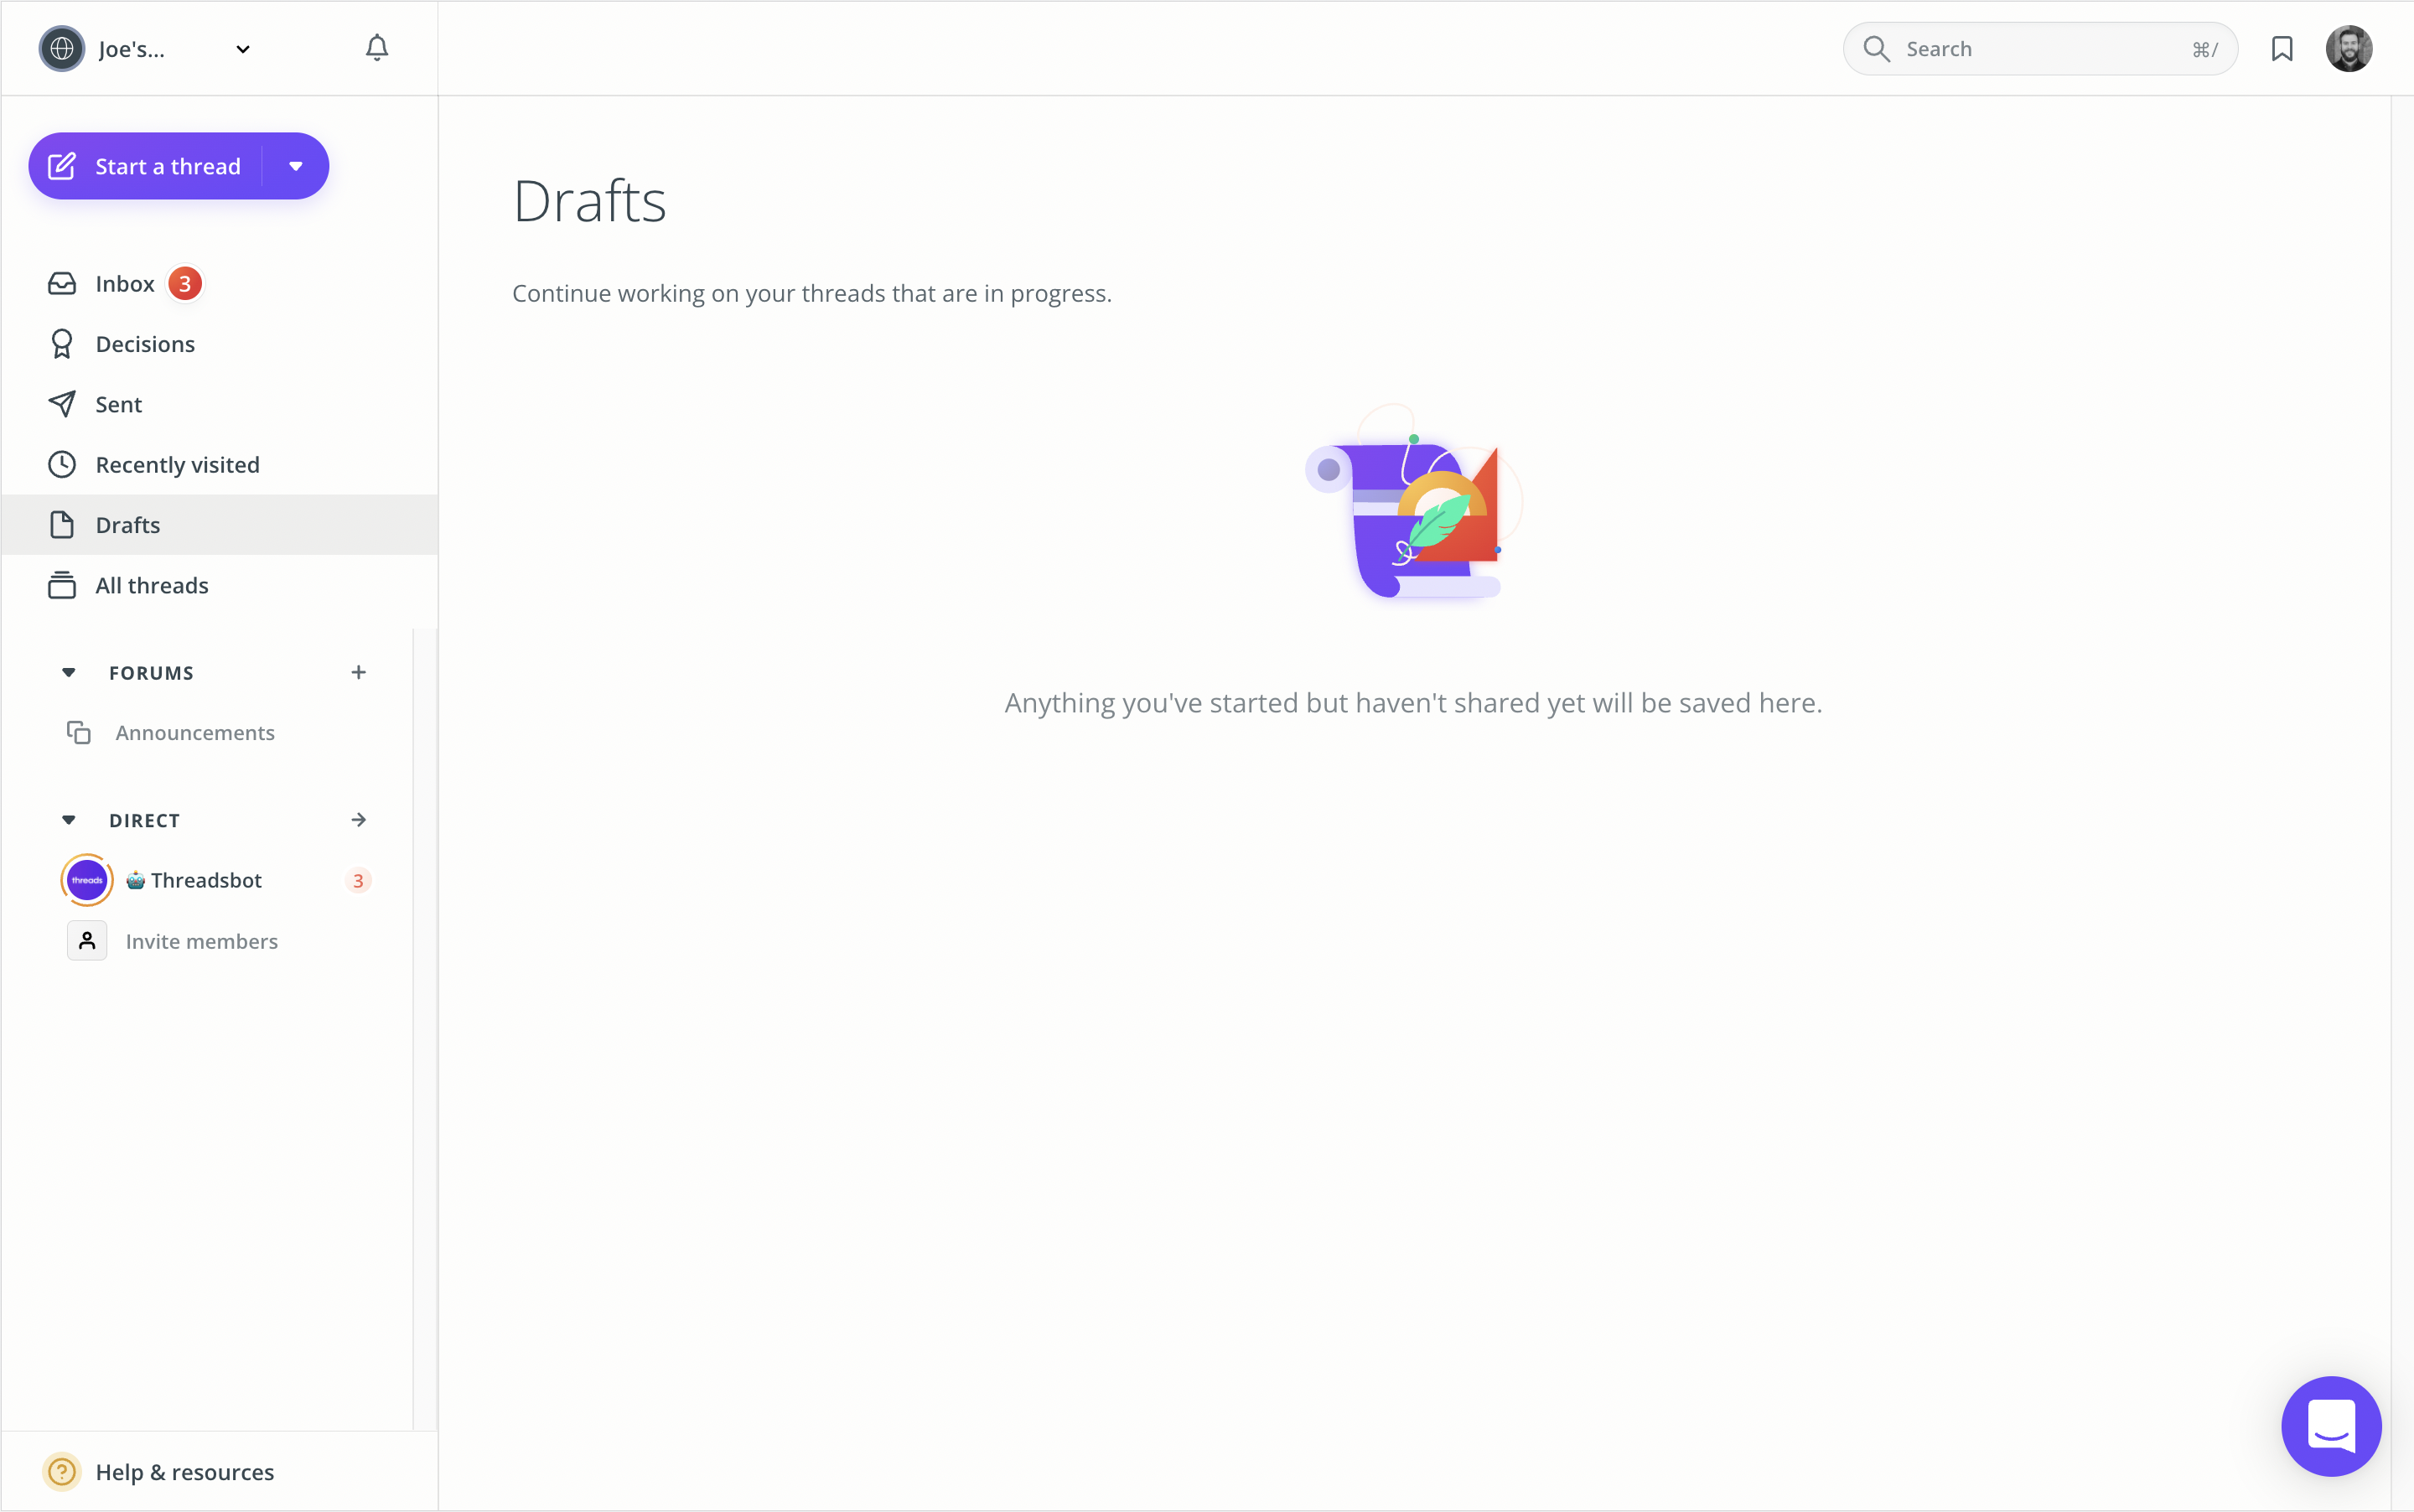 Joe's...
Search
⌘/
Start a thread
Inbox 3
Decisions
Sent
Recently visited
Drafts
All threads
FORUMS
Announcements
DIRECT
threads
Threadsbot 3
Invite members
Help & resources
Drafts
Continue working on your threads that are in progress.
Anything you've started but haven't shared yet will be saved here.